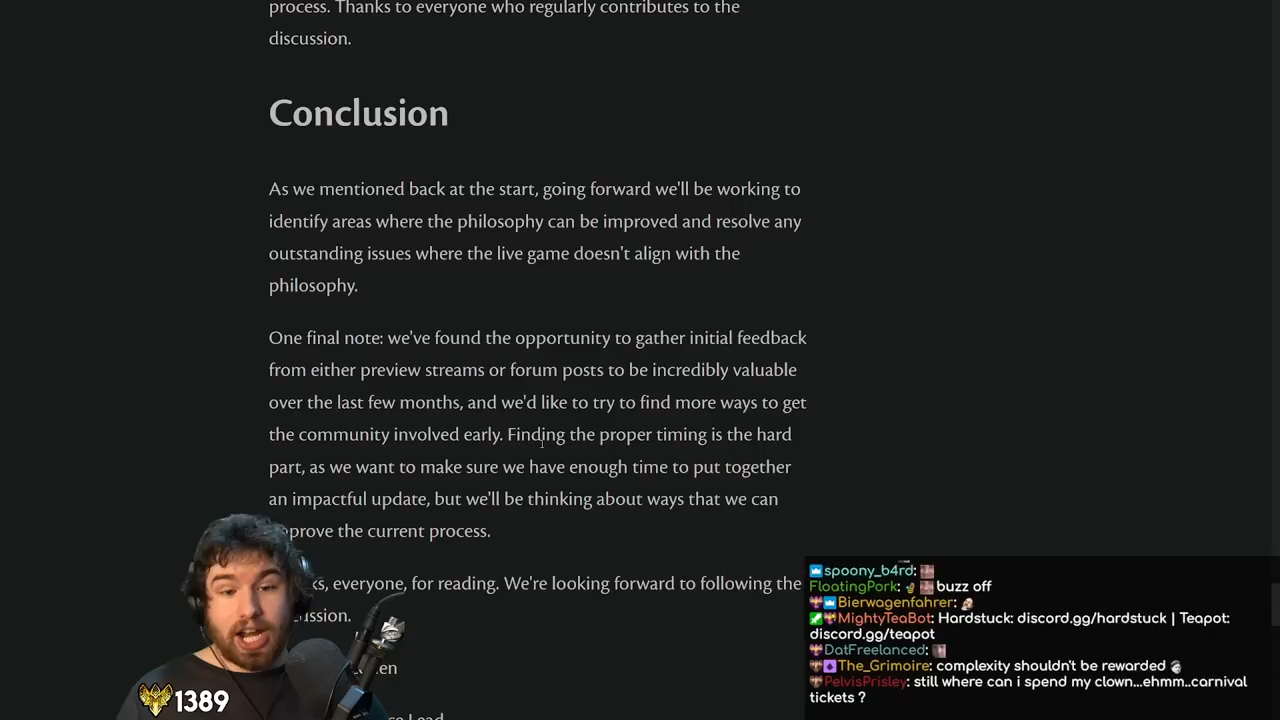 process. Thanks to everyone who regularly contributes to the
discussion.
Conclusion
As we mentioned back at the start, going forward we'll be working to
identify areas where the philosophy can be improved and resolve any
outstanding issues where the live game doesn't align with the
philosophy.
One final note: we've found the opportunity to gather initial feedback
from either preview streams or forum posts to be incredibly valuable
over the last few months, and we'd like to try to find more ways to get
the community involved early. Finding the proper timing is the hard
part, as we want to make sure we have enough time to put together
an impactful update, but we'll be thinking about ways that we can
the current process.
everyone, for reading. We're looking forward to following the
1389
spoony_b4rd:
FloatingPork: buzz off
Bierwagenfahrer:
MightyTeaBot: Hardstuck: discord.gg/hardstuck | Teapot:
discord.gg/teapot
DatFreelanced:
The_Grimoire: complexity shouldn't be rewarded
PelvisPrisley: still where can i spend my clown...ehmm..carnival
tickets ?